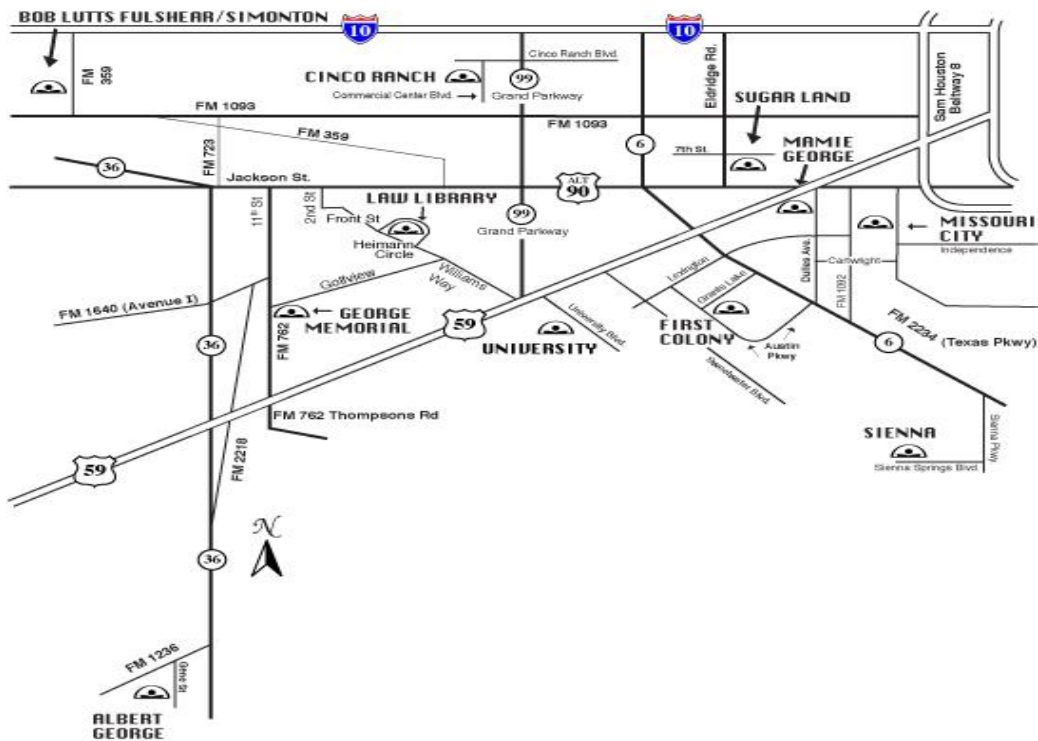 BOB LUTTS FULSHEAR/SIMONTON
10
10
FM 359
CINCO RANCH
Commercial Center Blvd.
99
Cinco Ranch Blvd.
Grand Parkway
Eldridge Rd.
Sam Houston
Beltway 8
SUGAR LAND
FM 1093
FM 1093
FM 723
FM 359
6
7th St.
MAMIE
GEORGE
36
Jackson St.
ALT
90
11th St
2nd St
LAW LIBRARY
Front St
Heimann
Circle
99
Grand Parkway
MISSOURI
CITY
Independence
Golfview
Williams
Way
Lexington
Grants Lake
Dulles Ave.
Cartwright
FM 1092
FM 1640 (Avenue I)
GEORGE
MEMORIAL
FM 762
59
UNIVERSITY
University Blvd.
FIRST
COLONY
Austin
Pkwy
Sweetwater Blvd.
FM 2234 (Texas Pkwy)
6
36
FM 762 Thompsons Rd
FM 2218
59
SIENNA
Sienna Springs Blvd.
Sienna Pkwy
N
36
FM 1236
Gene St
ALBERT
GEORGE